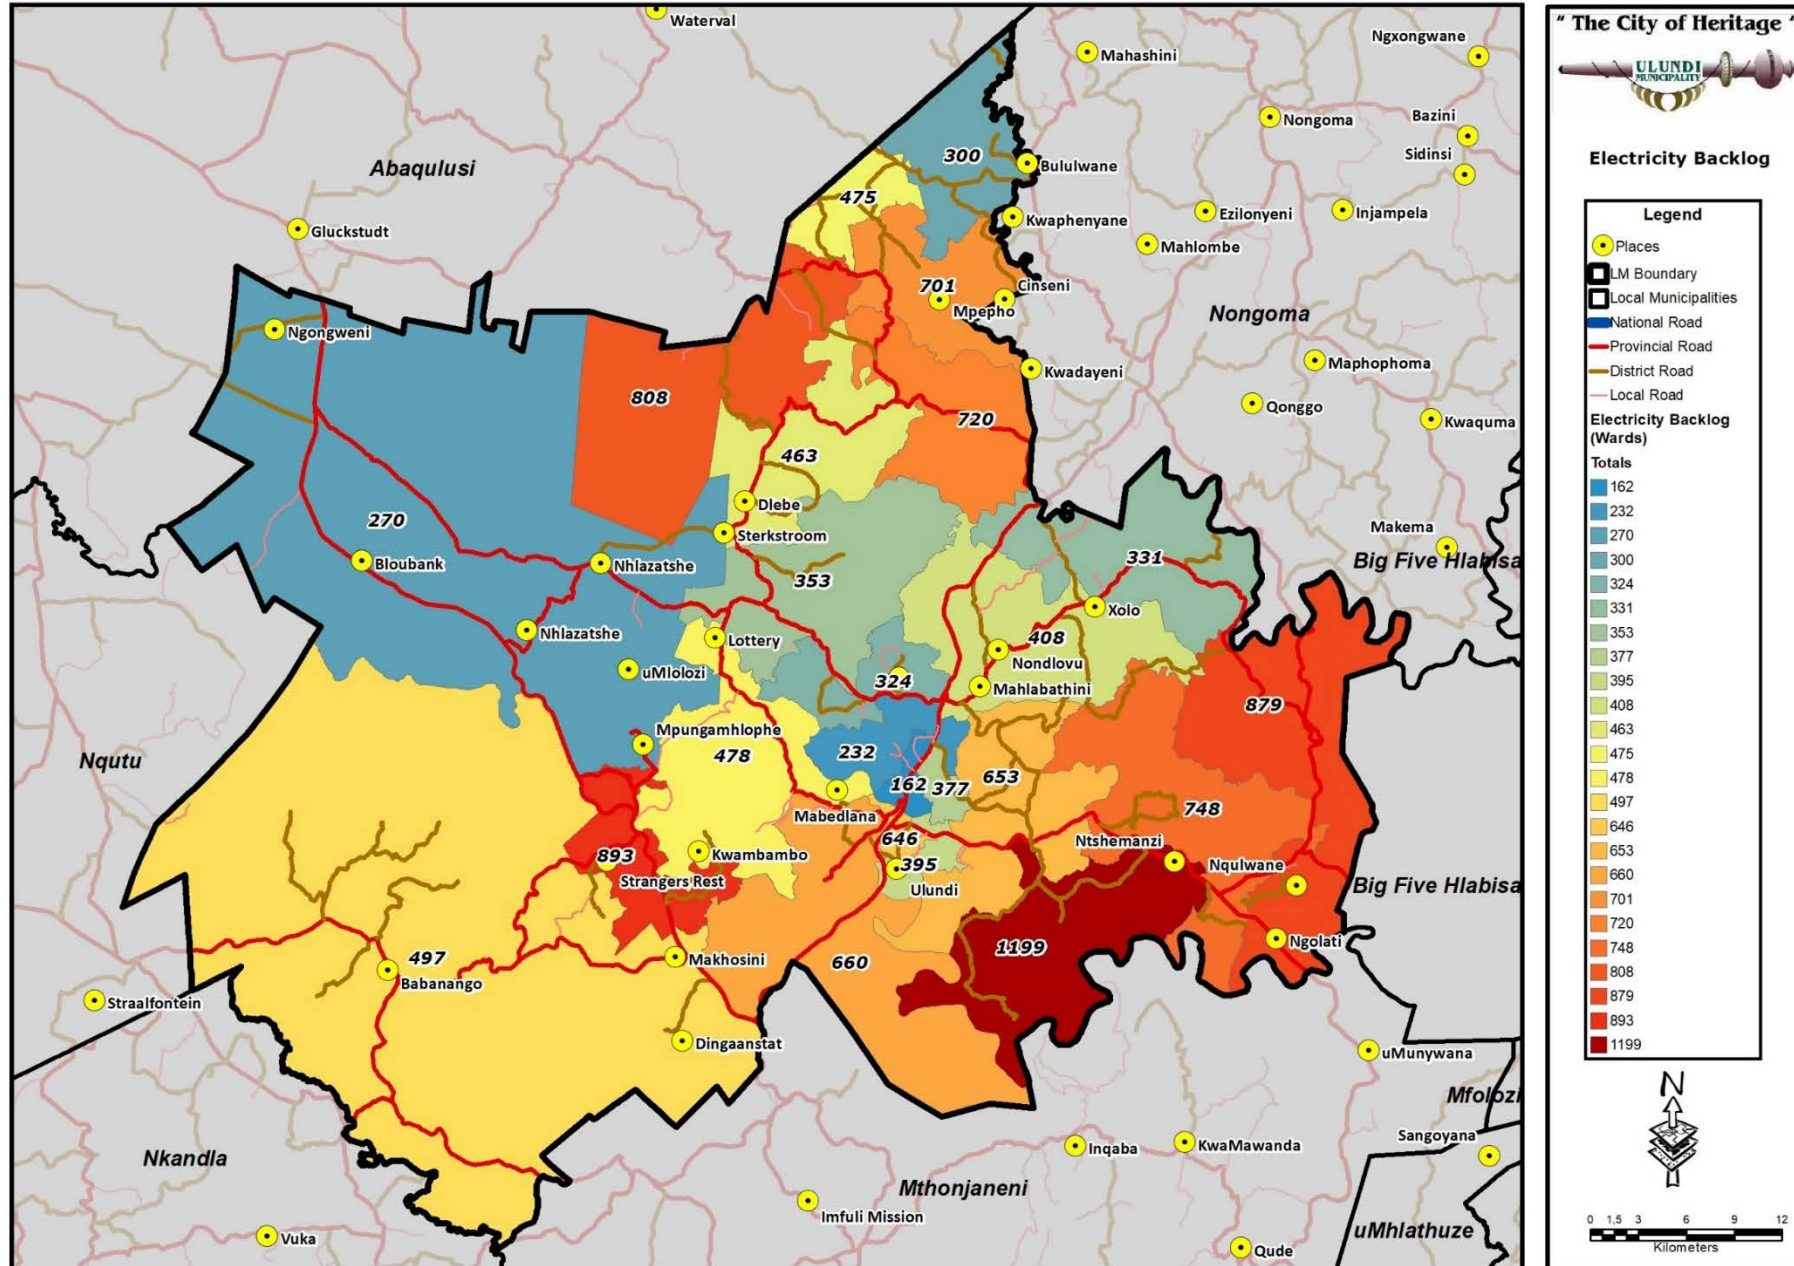 Waterval
Mahashini
Ngxongwane
Nongoma
Bazini
Sidinsi
Abaqulusi
300
Bululwane
475
Kwaphenyane
Ezilonyeni
Injampela
Gluckstudt
Mahlombe
701
Cinseni
Mpepho
Nongoma
Ngongweni
Maphophoma
Kwadayeni
808
Qonggo
720
Kwaquma
463
Dlebe
Makema
270
Sterkstroom
Big Five Hlabisa
Bloubank
Nhlazatshe
353
331
Xolo
Nhlazatshe
Lottery
408
Nondlovu
uMlolozi
324
Mahlabathini
879
Mpungamhlophe
Nqutu
478
232
653
162
377
Mabedlana
748
646
Ntshemanzi
893
Kwambambo
395
Nqulwane
Strangers Rest
Ulundi
Big Five Hlabisa
1199
Ngolati
497
Makhosini
660
Babanango
Straalfontein
Dingaanstat
uMunywana
Mfolozi
Nkandla
Inqaba
KwaMawanda
Sangoyana
Mthonjaneni
Imfuli Mission
uMhlathuze
Vuka
Qude
" The City of Heritage "
ULUNDI
MUNICIPALITY
Electricity Backlog
Legend
Places
LM Boundary
Local Municipalities
National Road
Provincial Road
District Road
Local Road
Electricity Backlog
(Wards)
Totals
162
232
270
300
324
331
353
377
395
408
463
475
478
497
646
653
660
701
720
748
808
879
893
1199
N
0 1,5 3 6 9 12
Kilometers